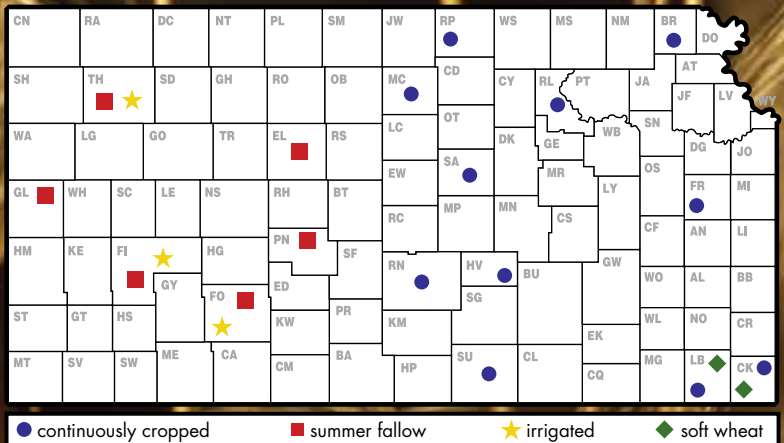 CN RA DC NT PL SM JW RP WS MS NM BR DO
SH TH SD GH RO OB MC CD CY RL PT JA AT JF LV WY
WA LG GO TR EL RS LC OT DK GE WB SN DG JO
GL WH SC LE NS RH BT EW SA MR LY OS FR MI
RC MP MN CS
HM KE FI HG PN SF RN HV BU GW CF AN LI
GY FO ED SG WO AL BB
ST GT HS KW PR KM EK WL NO CR
MT SV SW ME CA CM BA HP SU CL CQ MG LB CK
continuously cropped summer fallow irrigated soft wheat